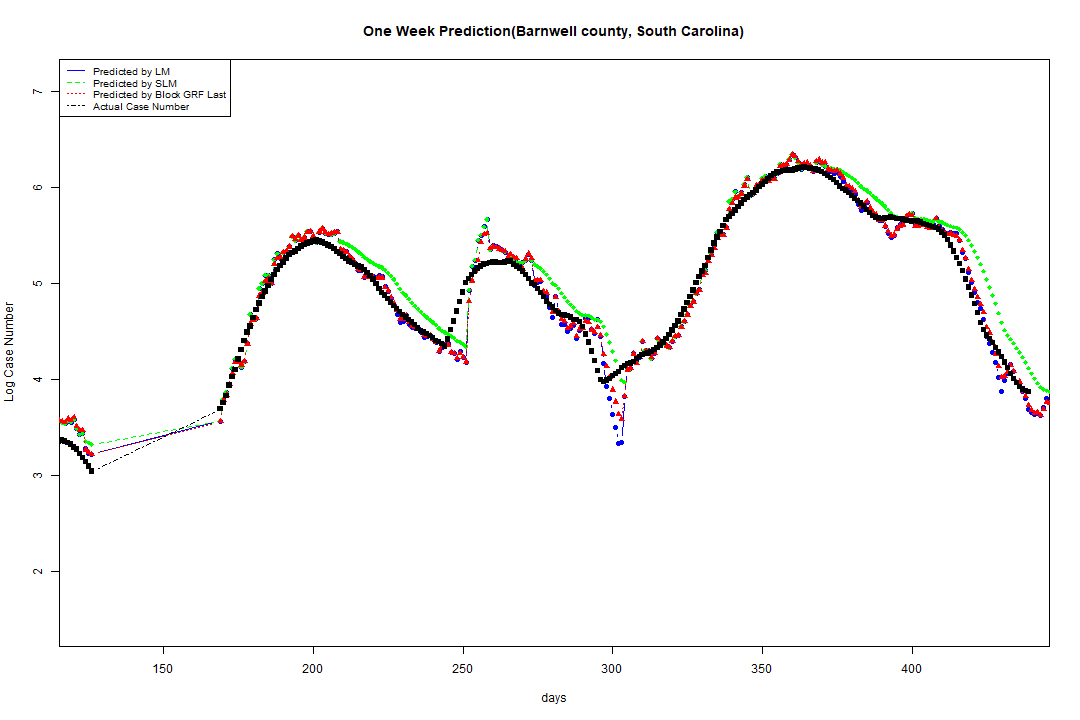 One Week Prediction(Barnwell county, South Carolina)
Predicted by LM
Predicted by SLM
Predicted by Block GRF Last
Actual Case Number
7
6
5
4
3
2
Log Case Number
150 200 250 300 350 400
days